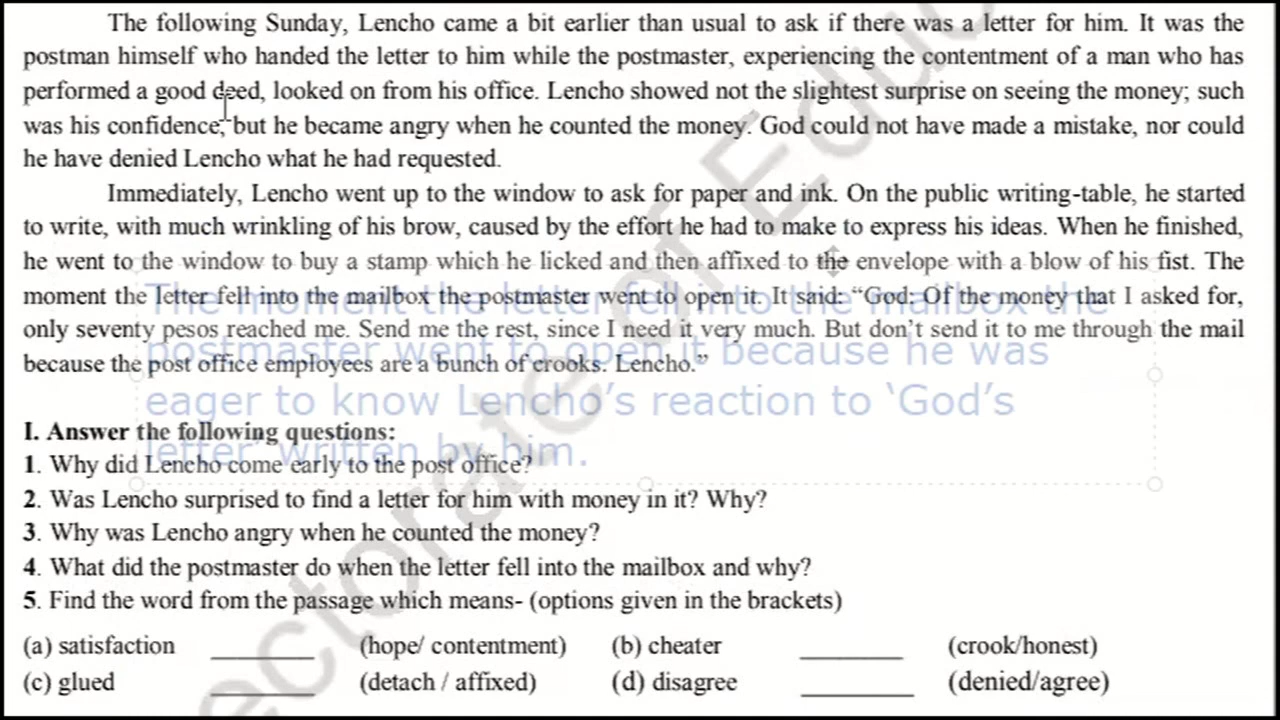 The following Sunday, Lencho came a bit earlier than usual to ask if there was a letter for him. It was the
postman himself who handed the letter to him while the postmaster, experiencing the contentment of a man who has
performed a good deed, looked on from his office. Lencho showed not the slightest surprise on seeing the money; such
was his confidence, but he became angry when he counted the money. God could not have made a mistake, nor could
he have denied Lencho what he had requested.
Immediately, Lencho went up to the window to ask for paper and ink. On the public writing-table, he started
to write, with much wrinkling of his brow, caused by the effort he had to make to express his ideas. When he finished,
he went to the window to buy a stamp which he licked and then affixed to the envelope with a blow of his fist. The
moment the letter fell into the mailbox the postmaster went to open it. It said: “God: Of the money that I asked for,
only seventy pesos reached me. Send me the rest, since I need it very much. But don’t send it to me through the mail
because the post office employees are a bunch of crooks. Lencho.”
The moment the letter fell into the mailbox the
postmaster went to open it because he was
eager to know Lencho’s reaction to ‘God’s
letter’ written by him.
I. Answer the following questions:
1. Why did Lencho come early to the post office?
2. Was Lencho surprised to find a letter for him with money in it? Why?
3. Why was Lencho angry when he counted the money?
4. What did the postmaster do when the letter fell into the mailbox and why?
5. Find the word from the passage which means- (options given in the brackets)
(a) satisfaction ________ (hope/ contentment) (b) cheater ________ (crook/honest)
(c) glued ________ (detach / affixed) (d) disagree ________ (denied/agree)
ectorate of Educ